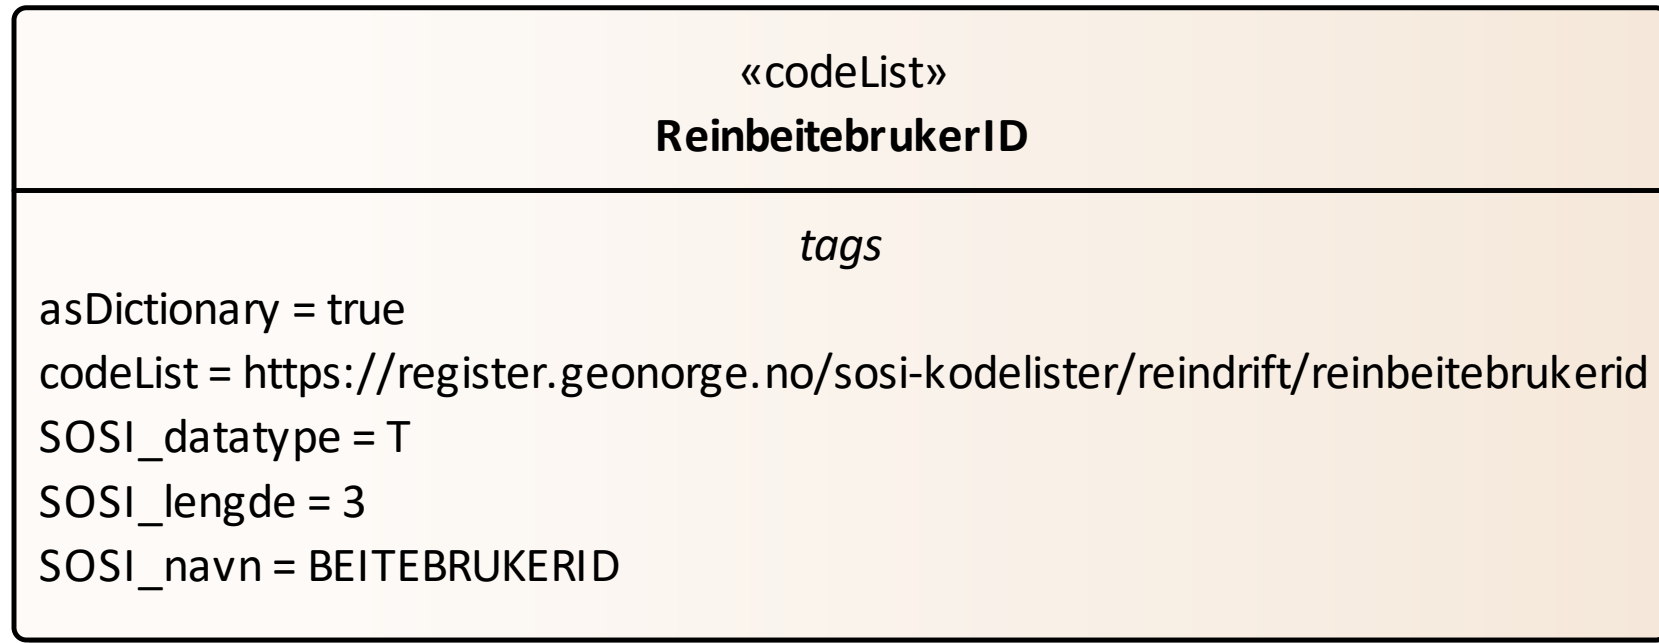 «codeList»
ReinbeitebrukerID
tags
asDictionary = true
codeList = https://register.geonorge.no/sosi-kodelister/reindrift/reinbeitebrukerid
SOSI_datatype = T
SOSI_lengde = 3
SOSI_navn = BEITEBRUKERID